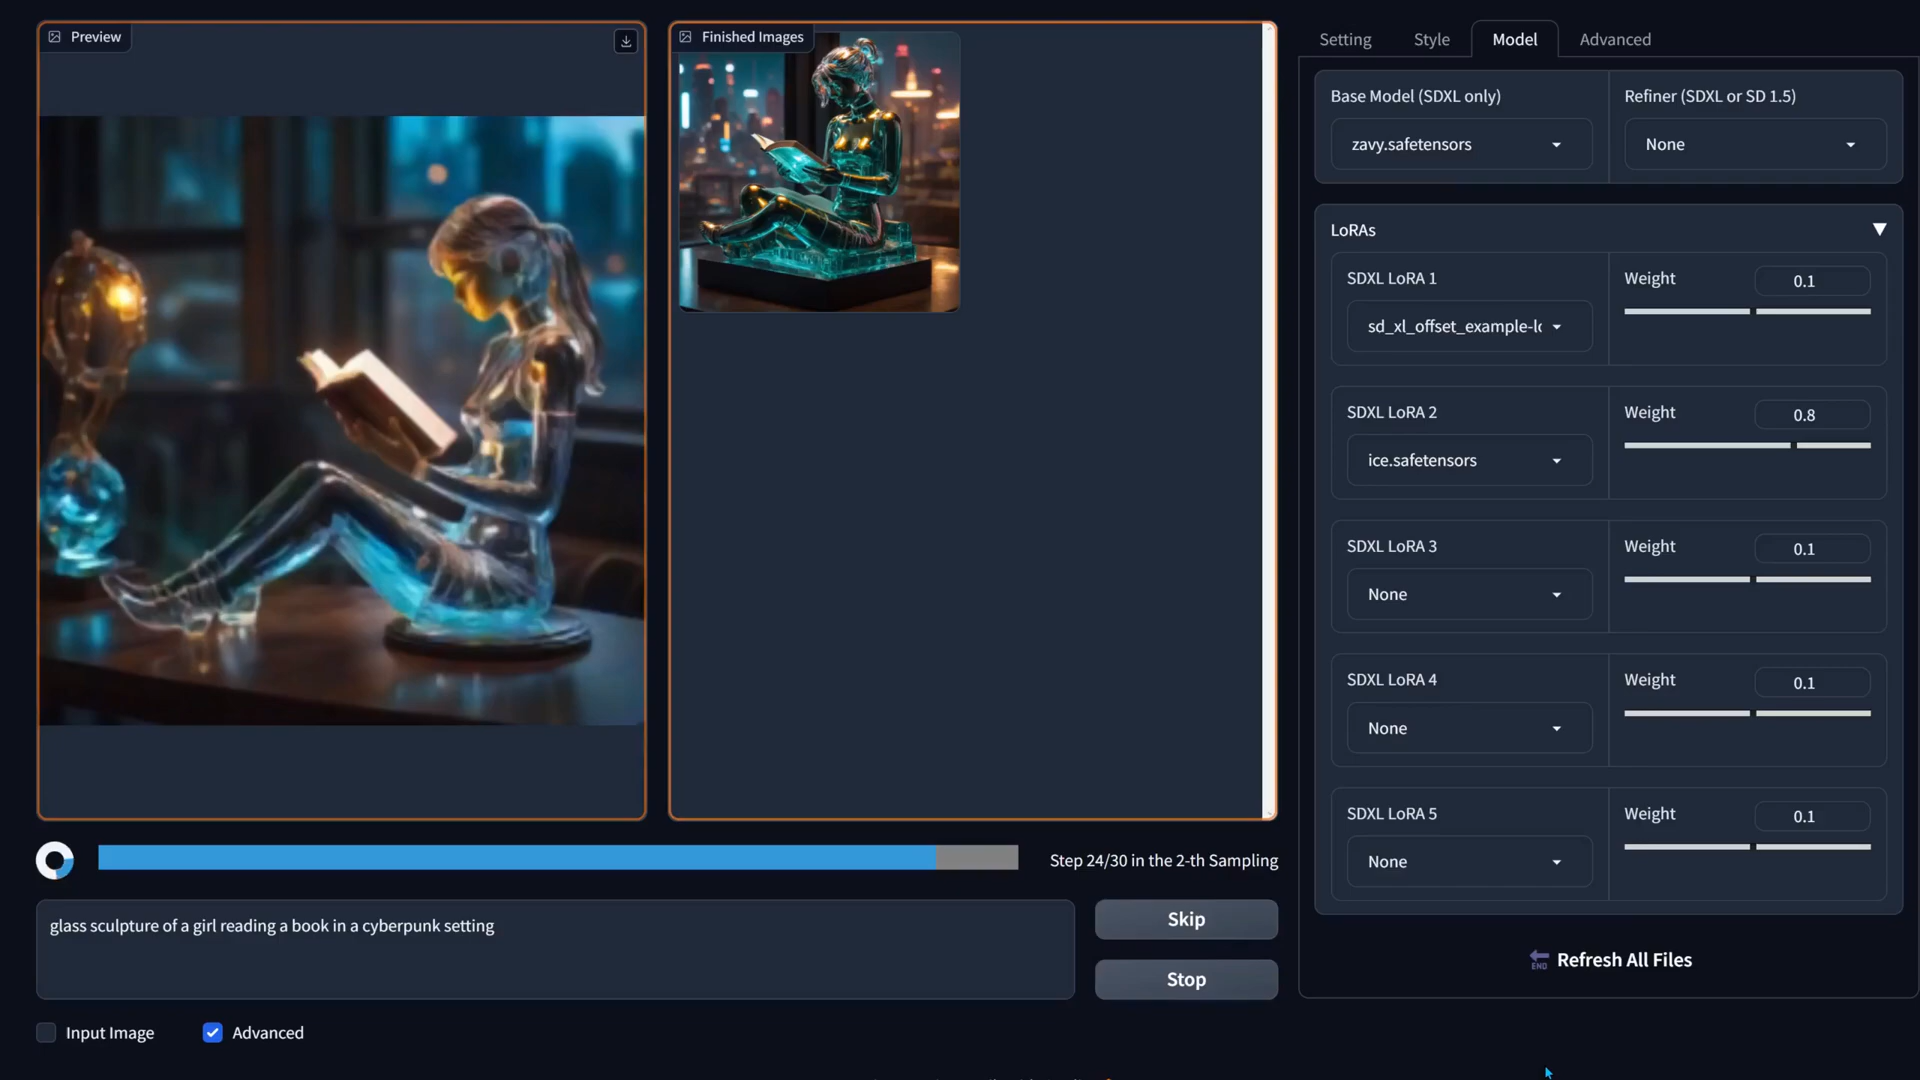 Preview
Finished Images
Setting
Style
Model
Advanced
Base Model (SDXL only)
zavy.safetensors
Refiner (SDXL or SD 1.5)
None
LoRAs
SDXL LoRA 1
sd_xl_offset_example-lo
Weight
0.1
SDXL LoRA 2
ice.safetensors
Weight
0.8
SDXL LoRA 3
None
Weight
0.1
SDXL LoRA 4
None
Weight
0.1
SDXL LoRA 5
None
Weight
0.1
END Refresh All Files
Step 24/30 in the 2-th Sampling
glass sculpture of a girl reading a book in a cyberpunk setting
Skip
Stop
Input Image
Advanced